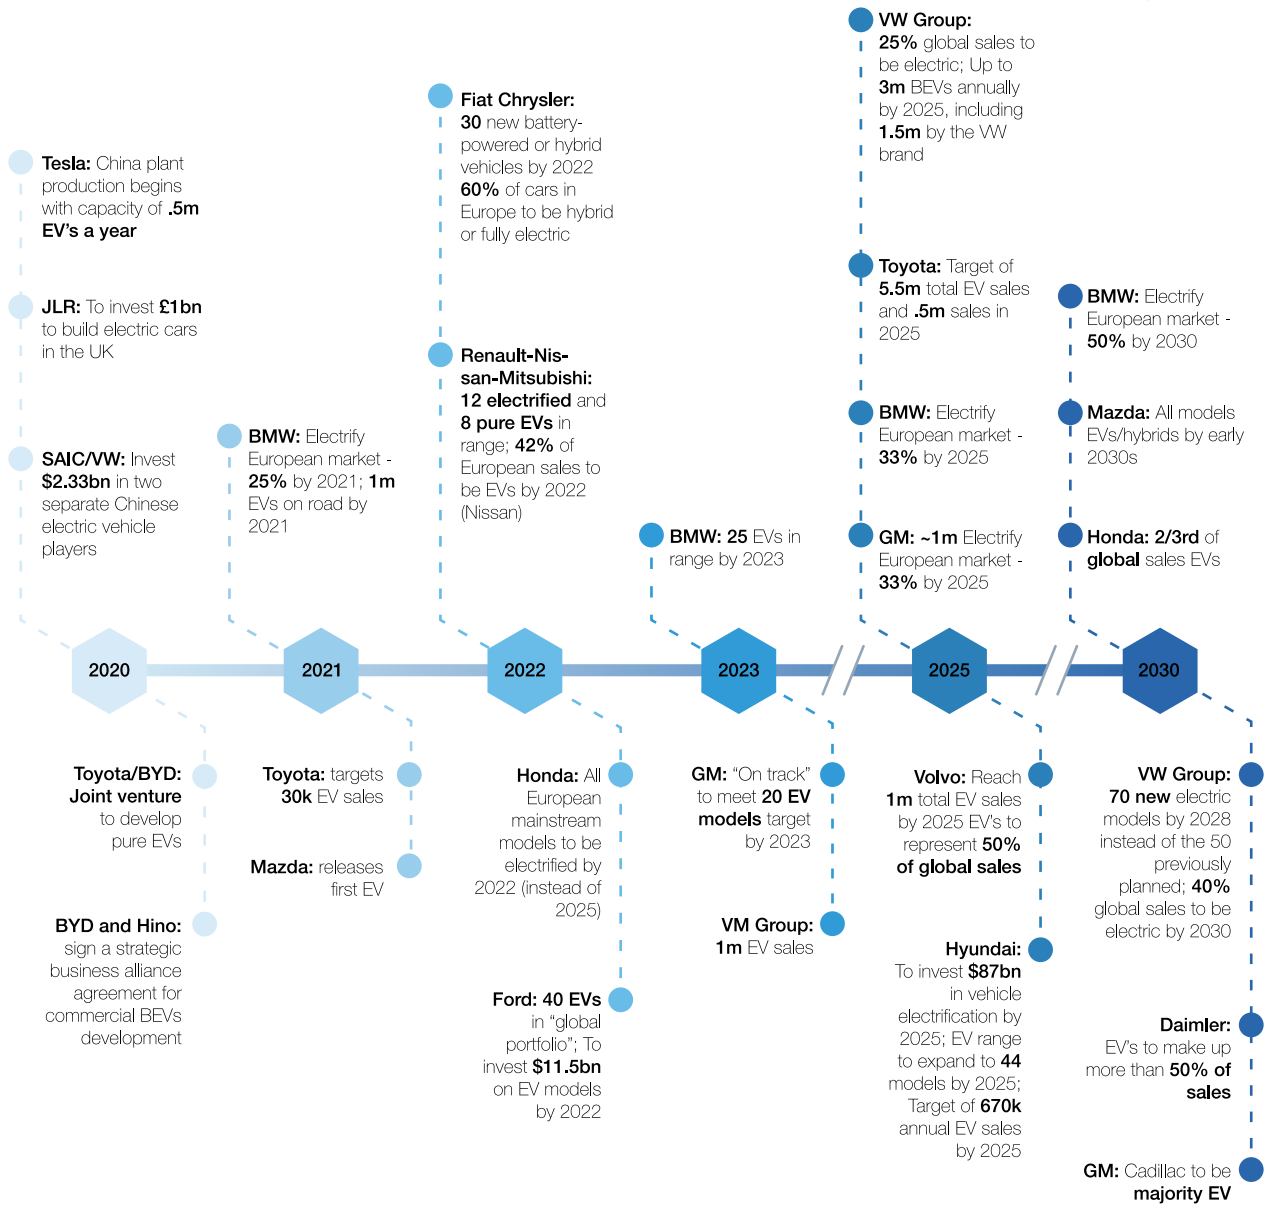 Tesla: China plant
production begins
with capacity of .5m
EV's a year
JLR: To invest £1bn
to build electric cars
in the UK
SAIC/VW: Invest
$2.33bn in two
separate Chinese
electric vehicle
players
BMW: Electrify
European market -
25% by 2021; 1m
EVs on road by
2021
Fiat Chrysler:
30 new battery-
powered or hybrid
vehicles by 2022
60% of cars in
Europe to be hybrid
or fully electric
Renault-Nis-
san-Mitsubishi:
12 electrified and
8 pure EVs in
range; 42% of
European sales to
be EVs by 2022
(Nissan)
BMW: 25 EVs in
range by 2023
VW Group:
25% global sales to
be electric; Up to
3m BEVs annually
by 2025, including
1.5m by the VW
brand
Toyota: Target of
5.5m total EV sales
and .5m sales in
2025
BMW: Electrify
European market -
33% by 2025
GM: ~1m Electrify
European market -
33% by 2025
BMW: Electrify
European market -
50% by 2030
Mazda: All models
EVs/hybrids by early
2030s
Honda: 2/3rd of
global sales EVs
2020
2021
2022
2023
2025
2030
Toyota/BYD:
Joint venture
to develop
pure EVs
BYD and Hino:
sign a strategic
business alliance
agreement for
commercial BEVs
development
Toyota: targets
30k EV sales
Mazda: releases
first EV
Honda: All
European
mainstream
models to be
electrified by
2022 (instead of
2025)
Ford: 40 EVs
in “global
portfolio”; To
invest $11.5bn
on EV models
by 2022
GM: “On track”
to meet 20 EV
models target
by 2023
VM Group:
1m EV sales
Volvo: Reach
1m total EV sales
by 2025 EV's to
represent 50%
of global sales
Hyundai:
To invest $87bn
in vehicle
electrification by
2025; EV range
to expand to 44
models by 2025;
Target of 670k
annual EV sales
by 2025
VW Group:
70 new electric
models by 2028
instead of the 50
previously
planned; 40%
global sales to be
electric by 2030
Daimler:
EV's to make up
more than 50% of
sales
GM: Cadillac to be
majority EV